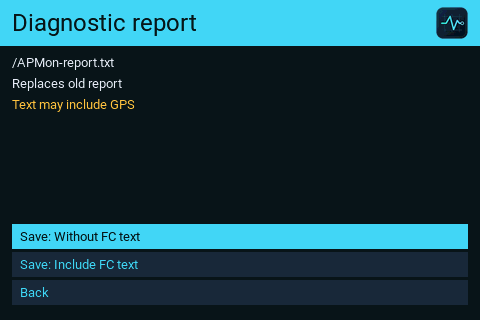 Diagnostic report
/APMon-report.txt
Replaces old report
Text may include GPS
Save: Without FC text
Save: Include FC text
Back